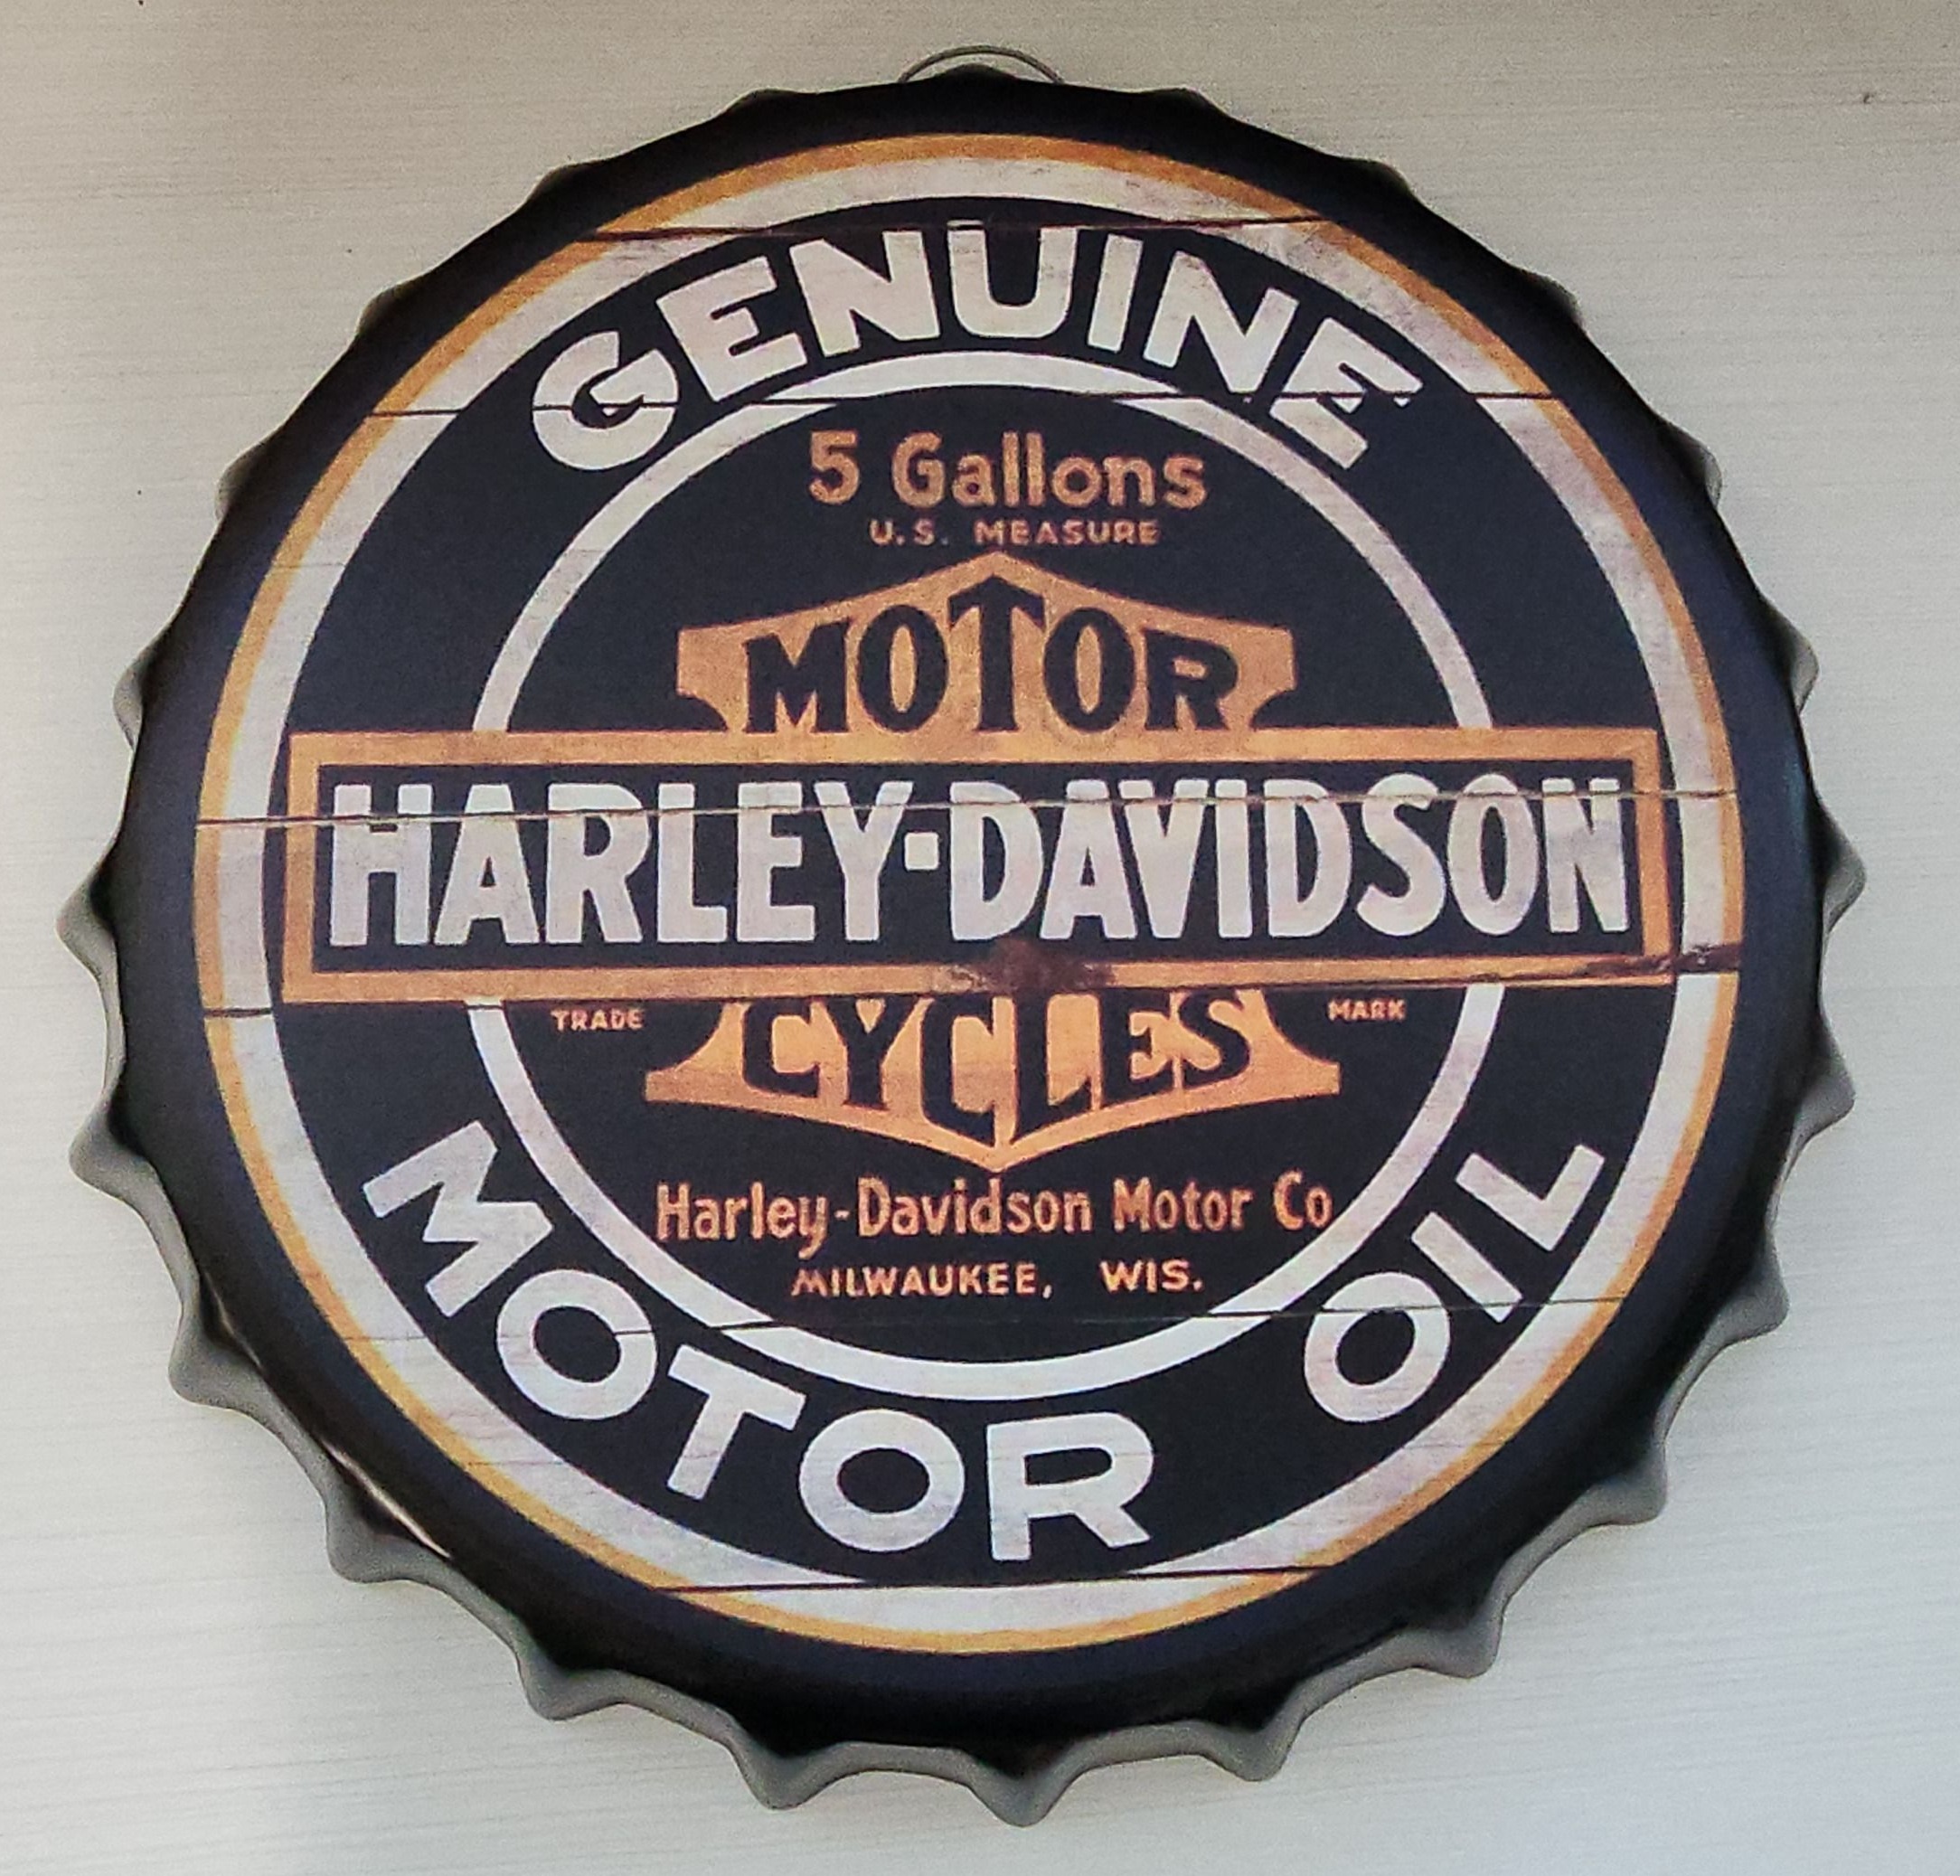 GENUINE
5 Gallons
U.S. MEASURE
MOTOR
HARLEY-DAVIDSON
TRADE MARK
CYCLES
Harley-Davidson Motor Co
MILWAUKEE, WIS.
MOTOR OIL